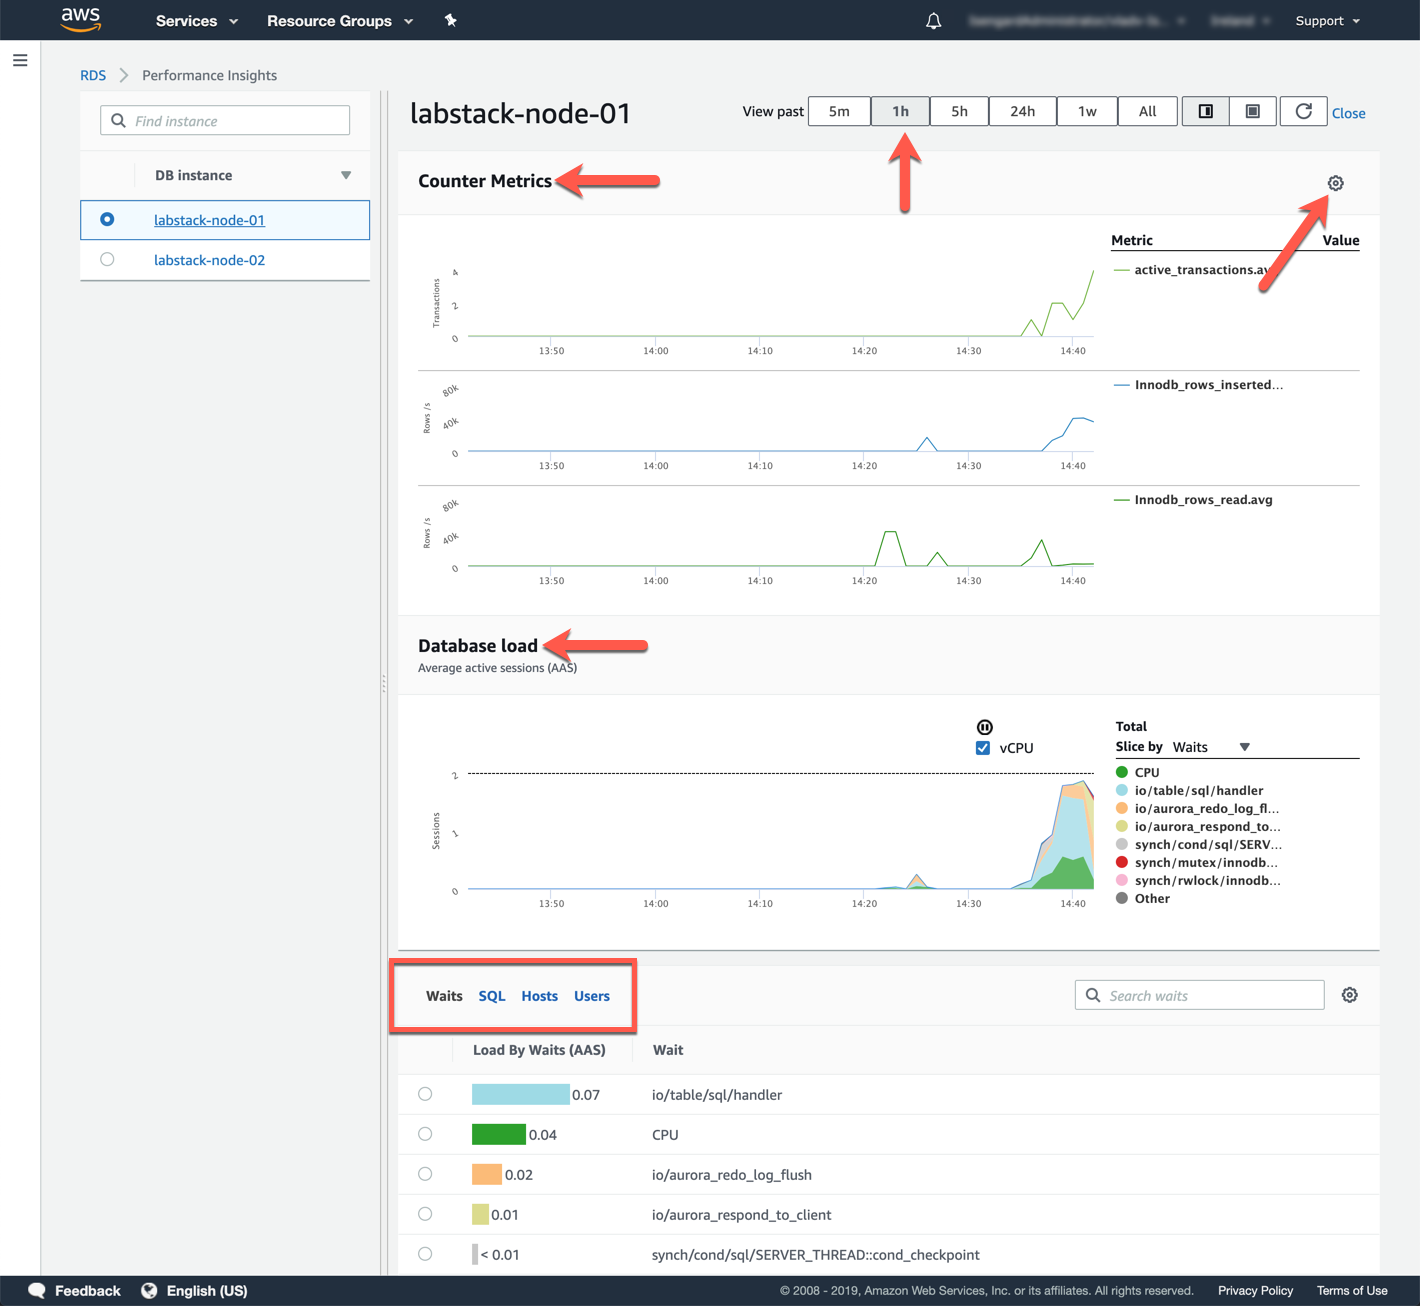 aws Services Resource Groups Support
RDS Performance Insights
Find instance
DB instance
labstack-node-01
labstack-node-02
labstack-node-01 View past 5m 1h 5h 24h 1w All Close
Counter Metrics
Metric Value
Transactions
4
2
0
13:50 14:00 14:10 14:20 14:30 14:40
active_transactions.av
Rows /s
80k
40k
0
13:50 14:00 14:10 14:20 14:30 14:40
Innodb_rows_inserted...
Rows /s
80k
40k
0
13:50 14:00 14:10 14:20 14:30 14:40
Innodb_rows_read.avg
Database load
Average active sessions (AAS)
vCPU
Sessions
2
1
0
13:50 14:00 14:10 14:20 14:30 14:40
Total
Slice by Waits
CPU
io/table/sql/handler
io/aurora_redo_log_fl...
io/aurora_respond_to...
synch/cond/sql/SERV...
synch/mutex/innodb...
synch/rwlock/innodb...
Other
Waits SQL Hosts Users Search waits
Load By Waits (AAS) Wait
0.07 io/table/sql/handler
0.04 CPU
0.02 io/aurora_redo_log_flush
0.01 io/aurora_respond_to_client
< 0.01 synch/cond/sql/SERVER_THREAD::cond_checkpoint
Feedback English (US) © 2008 - 2019, Amazon Web Services, Inc. or its affiliates. All rights reserved. Privacy Policy Terms of Use